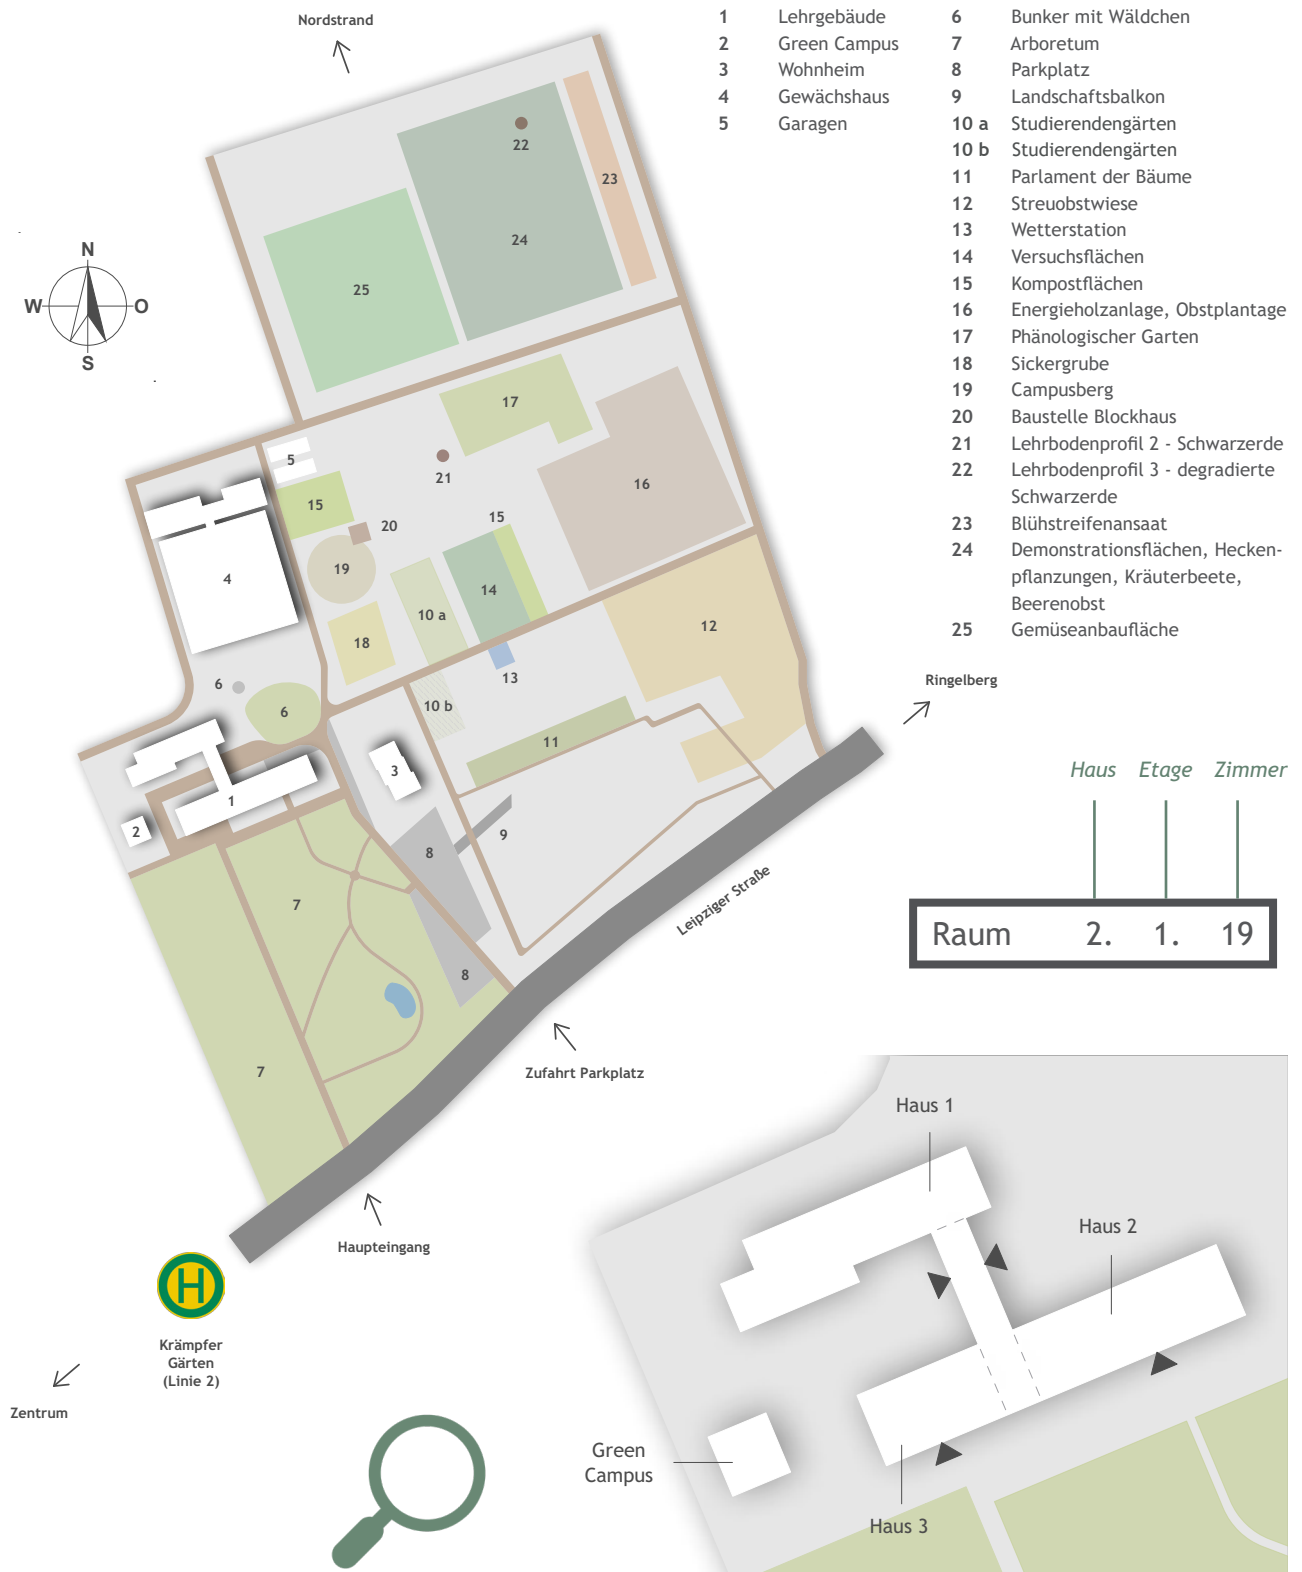 Nordstrand
1 Lehrgebäude
2 Green Campus
3 Wohnheim
4 Gewächshaus
5 Garagen
6 Bunker mit Wäldchen
7 Arboretum
8 Parkplatz
9 Landschaftsbalkon
10 a Studierendengärten
10 b Studierendengärten
11 Parlament der Bäume
12 Streuobstwiese
13 Wetterstation
14 Versuchsflächen
15 Kompostflächen
16 Energieholzanlage, Obstplantage
17 Phänologischer Garten
18 Sickergrube
19 Campusberg
20 Baustelle Blockhaus
21 Lehrbodenprofil 2 - Schwarzerde
22 Lehrbodenprofil 3 - degradierte
Schwarzerde
23 Blühstreifenansaat
24 Demonstrationsflächen, Hecken-
pflanzungen, Kräuterbeete,
Beerenobst
25 Gemüseanbaufläche
N
W O
S
22
23
24
25
17
5
21
16
15
15
20
19
4
14
10 a
12
18
13
6
10 b
6
11
3
1
2
9
8
7
8
7
Ringelberg
Leipziger Straße
Zufahrt Parkplatz
Haupteingang
H
Krämpfer
Gärten
(Linie 2)
Zentrum
Haus Etage Zimmer
Raum 2. 1. 19
Haus 1
Haus 2
Green
Campus
Haus 3